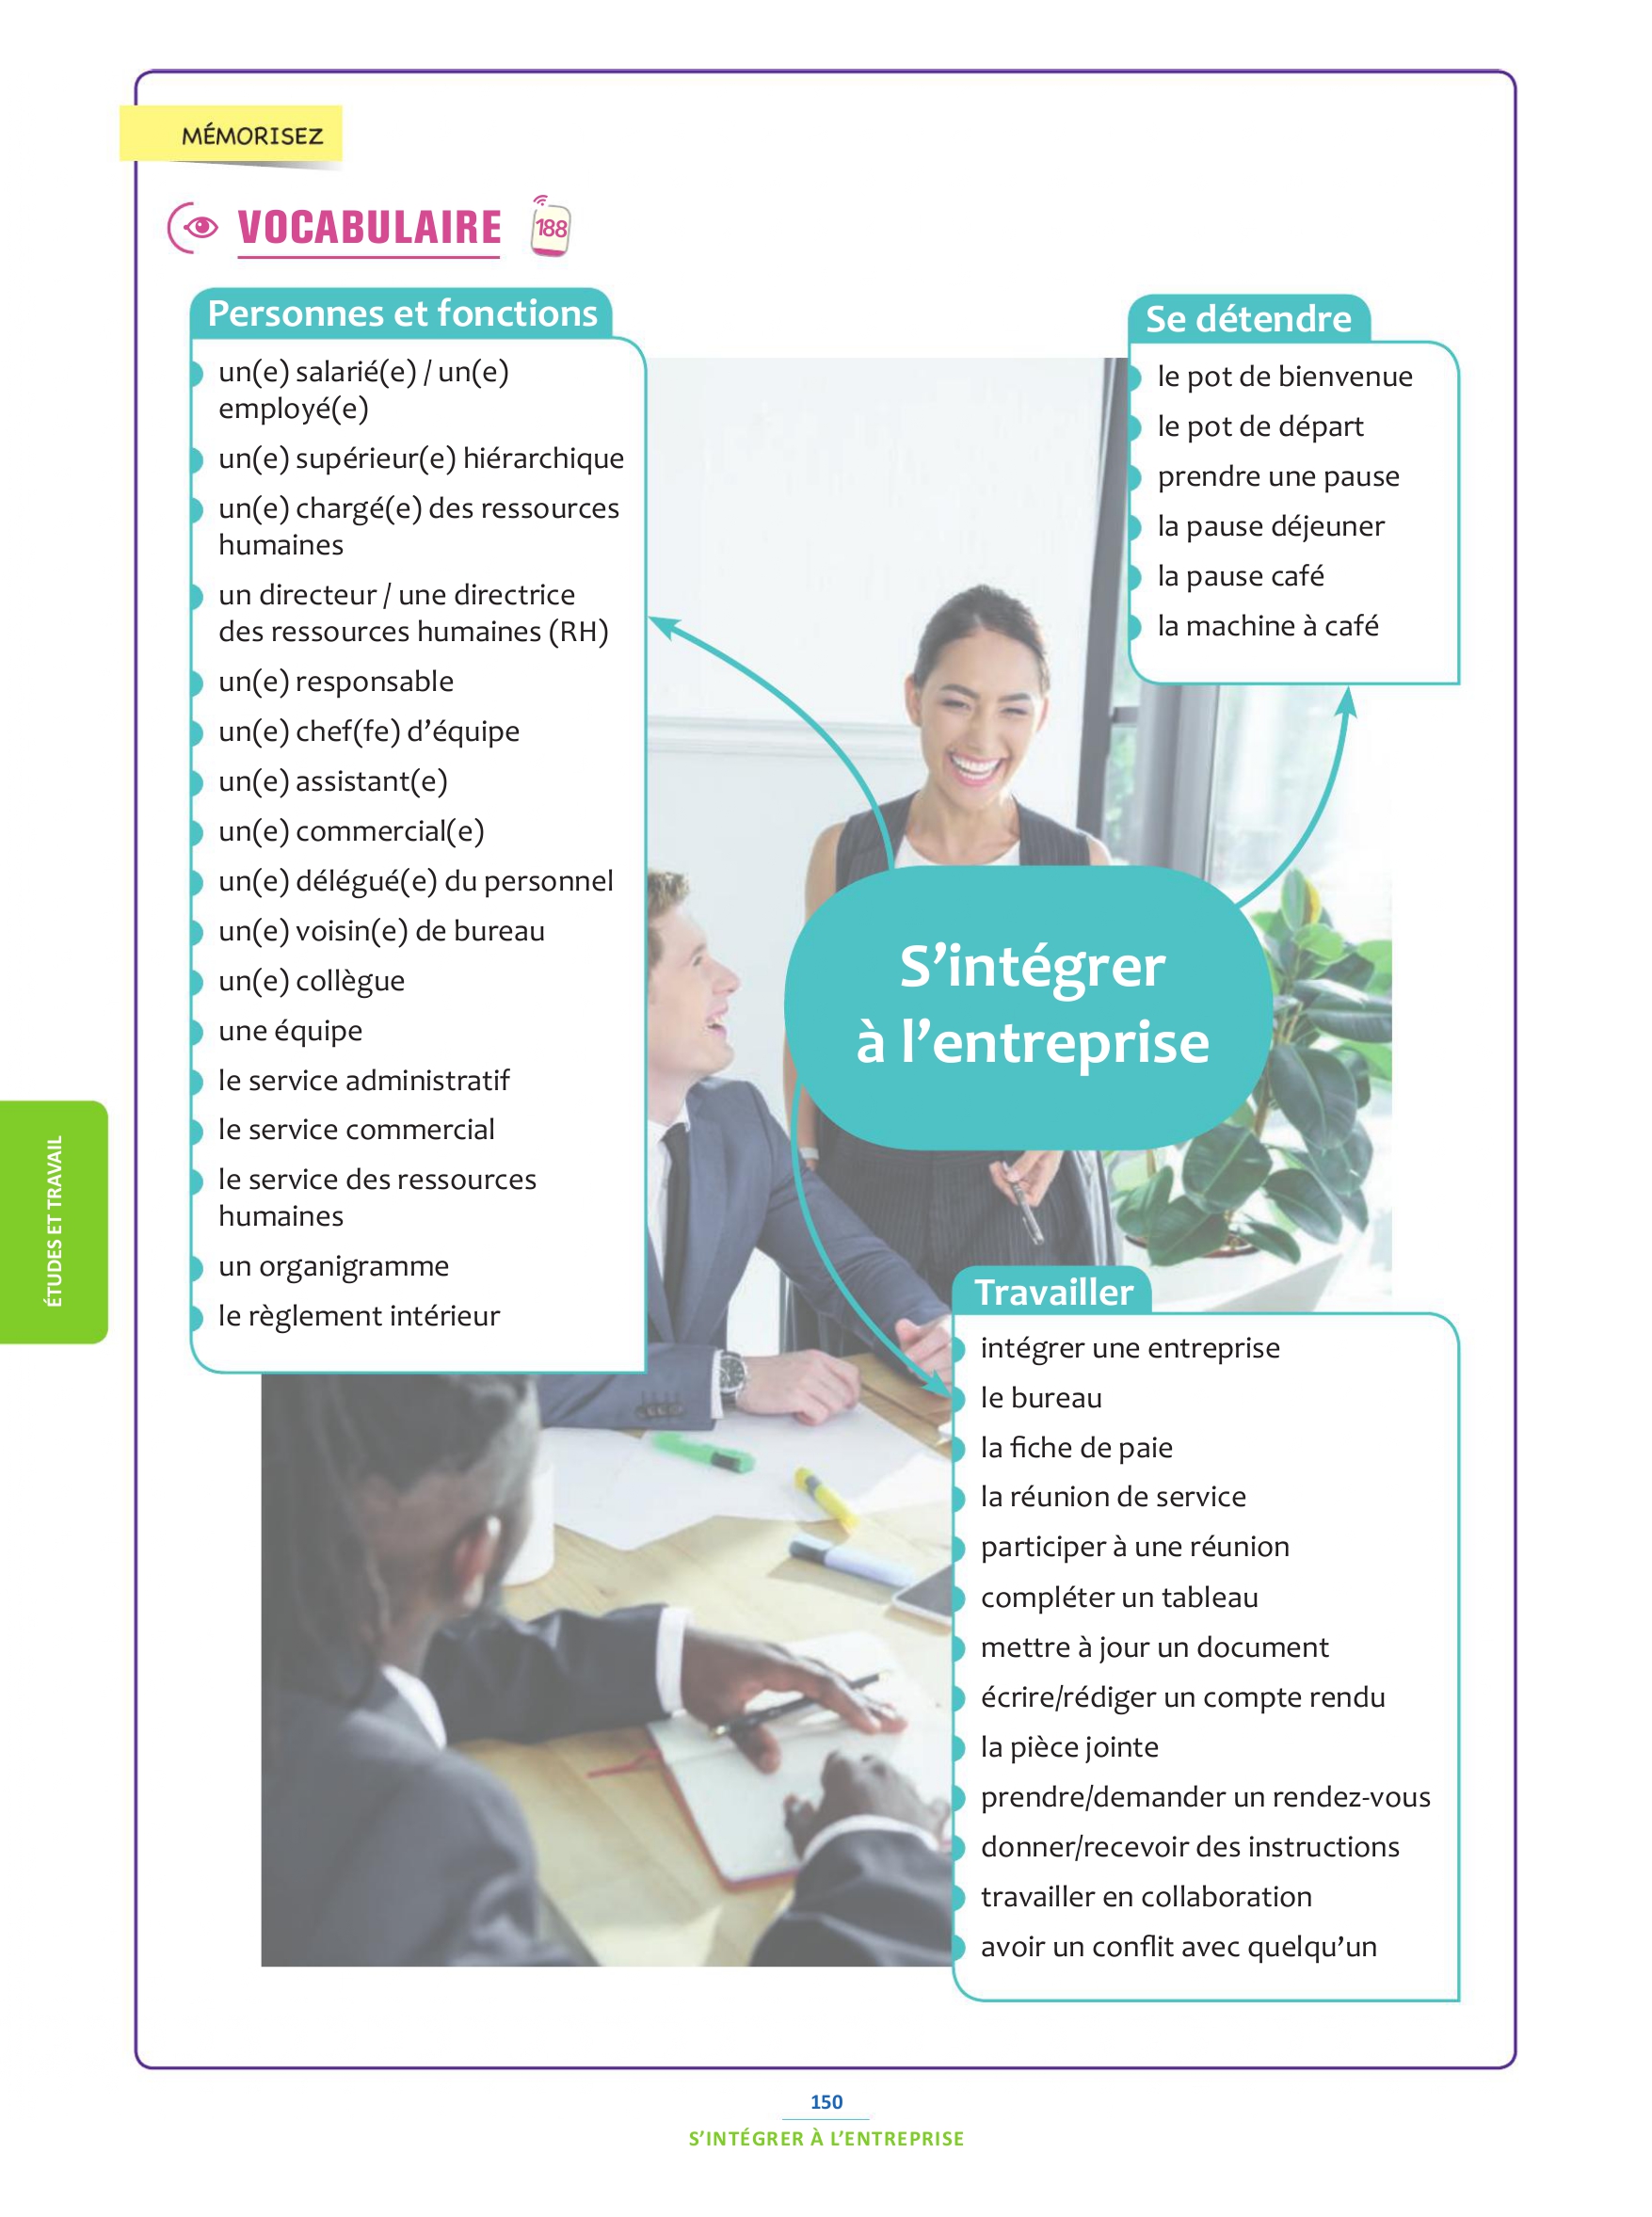 MÉMORISEZ
VOCABULAIRE
188
Personnes et fonctions
un(e) salarié(e) / un(e)
employé(e)
un(e) supérieur(e) hiérarchique
un(e) chargé(e) des ressources
humaines
un directeur / une directrice
des ressources humaines (RH)
un(e) responsable
un(e) chef(fe) d’équipe
un(e) assistant(e)
un(e) commercial(e)
un(e) délégué(e) du personnel
un(e) voisin(e) de bureau
un(e) collègue
une équipe
le service administratif
le service commercial
le service des ressources
humaines
un organigramme
le règlement intérieur
Se détendre
le pot de bienvenue
le pot de départ
prendre une pause
la pause déjeuner
la pause café
la machine à café
S’intégrer
à l’entreprise
Travailler
intégrer une entreprise
le bureau
la fiche de paie
la réunion de service
participer à une réunion
compléter un tableau
mettre à jour un document
écrire/rédiger un compte rendu
la pièce jointe
prendre/demander un rendez-vous
donner/recevoir des instructions
travailler en collaboration
avoir un conflit avec quelqu’un
ÉTUDES ET TRAVAIL
150
S’INTÉGRER À L’ENTREPRISE